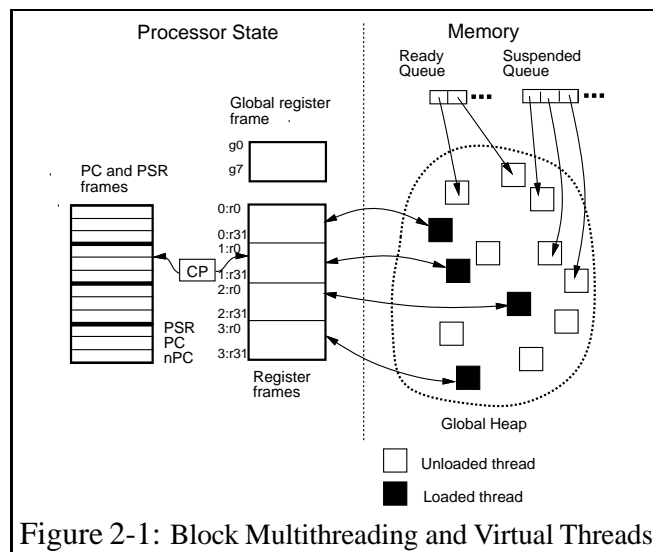 Processor State
Memory
Ready
Queue
Suspended
Queue
Global register
frame
g0
g7
PC and PSR
frames
0:r0
0:r31
1:r0
CP
1:r31
2:r0
2:r31
3:r0
3:r31
PSR
PC
nPC
Register
frames
Global Heap
Unloaded thread
Loaded thread
Figure 2-1: Block Multithreading and Virtual Threads